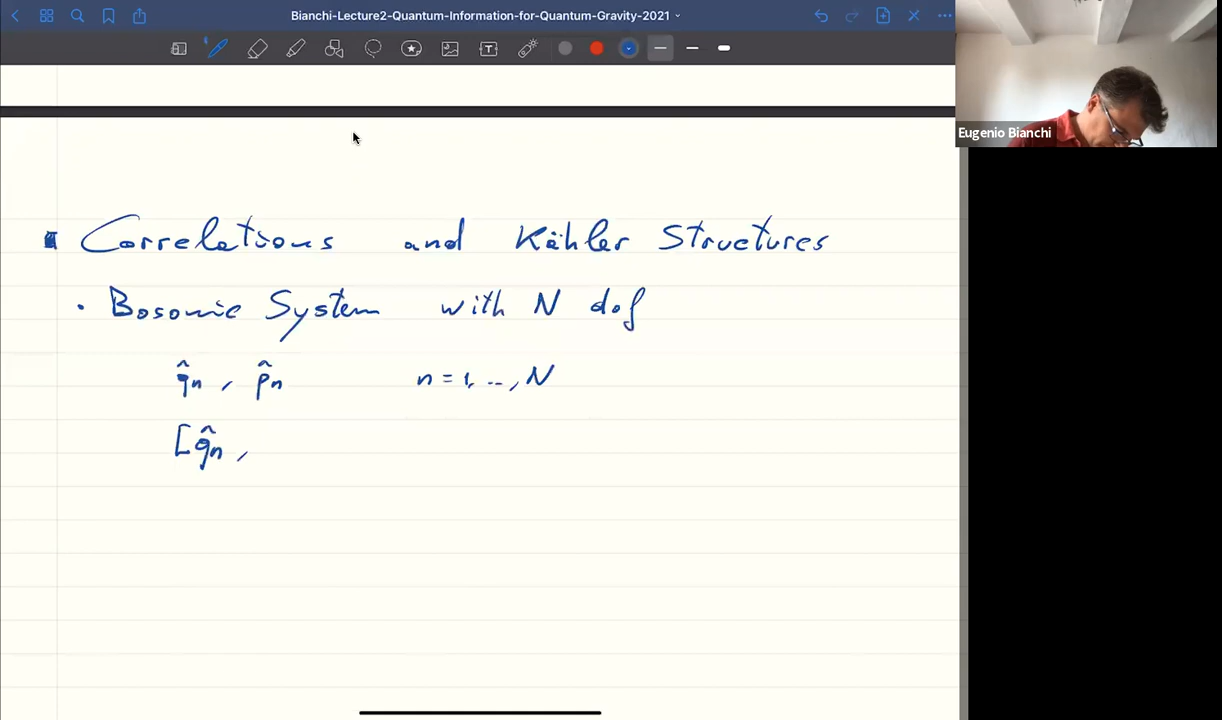 Bianchi-Lecture2-Quantum-Information-for-Quantum-Gravity-2021
Eugenio Bianchi
Correlations and Kähler Structures
· Bosonic System with N dof
q̂n , p̂n n = 1, .., N
[q̂n ,